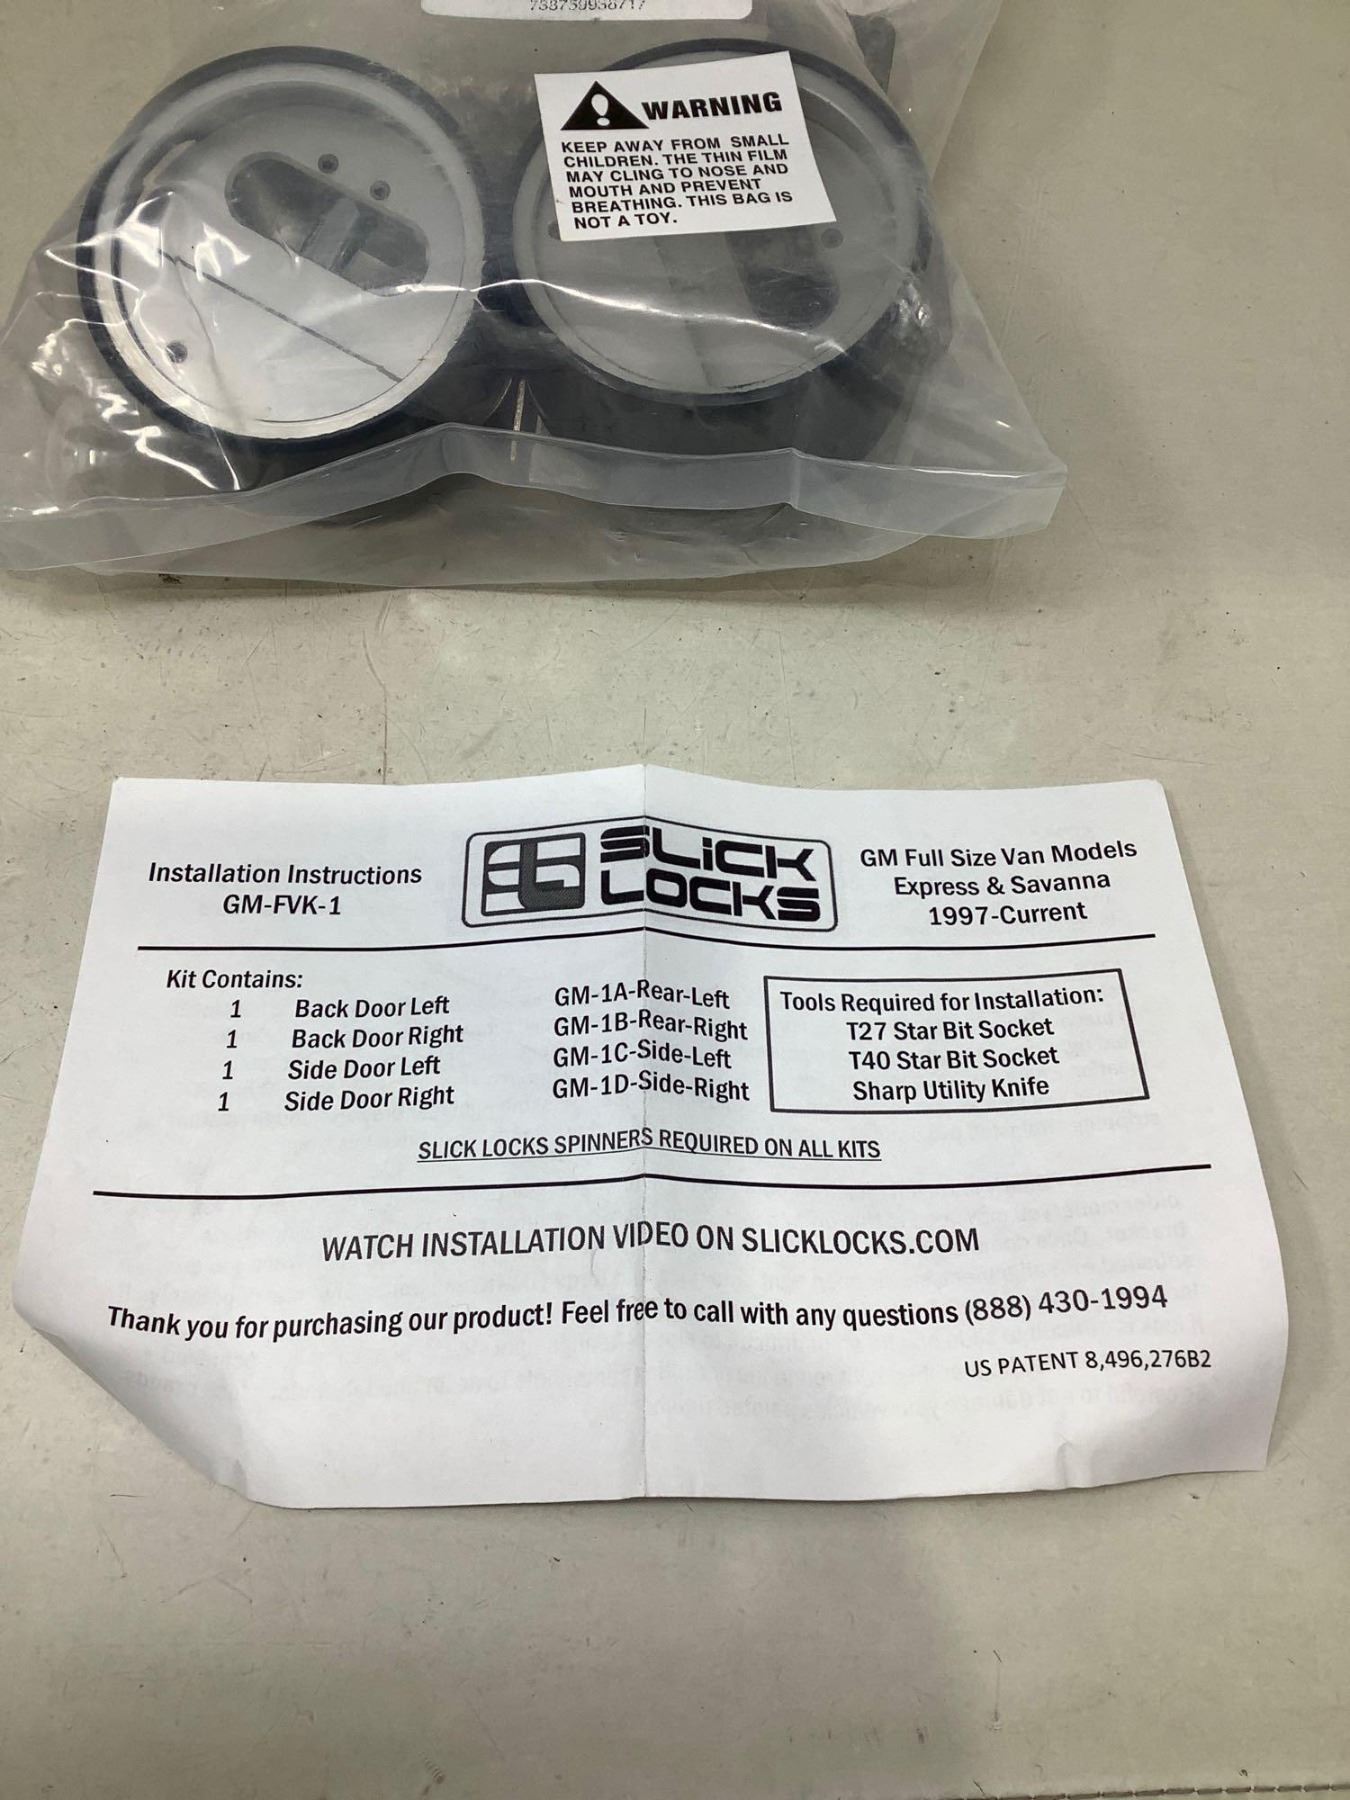 WARNING
KEEP AWAY FROM SMALL
CHILDREN. THE THIN FILM
MAY CLING TO NOSE AND
MOUTH AND PREVENT
BREATHING. THIS BAG IS
NOT A TOY.
Installation Instructions
GM-FVK-1
SLiCK
LOCKS
GM Full Size Van Models
Express & Savanna
1997-Current
Kit Contains:
1 Back Door Left GM-1A-Rear-Left
1 Back Door Right GM-1B-Rear-Right
1 Side Door Left GM-1C-Side-Left
1 Side Door Right GM-1D-Side-Right
Tools Required for Installation:
T27 Star Bit Socket
T40 Star Bit Socket
Sharp Utility Knife
SLICK LOCKS SPINNERS REQUIRED ON ALL KITS
WATCH INSTALLATION VIDEO ON SLICKLOCKS.COM
Thank you for purchasing our product! Feel free to call with any questions (888) 430-1994
US PATENT 8,496,276B2